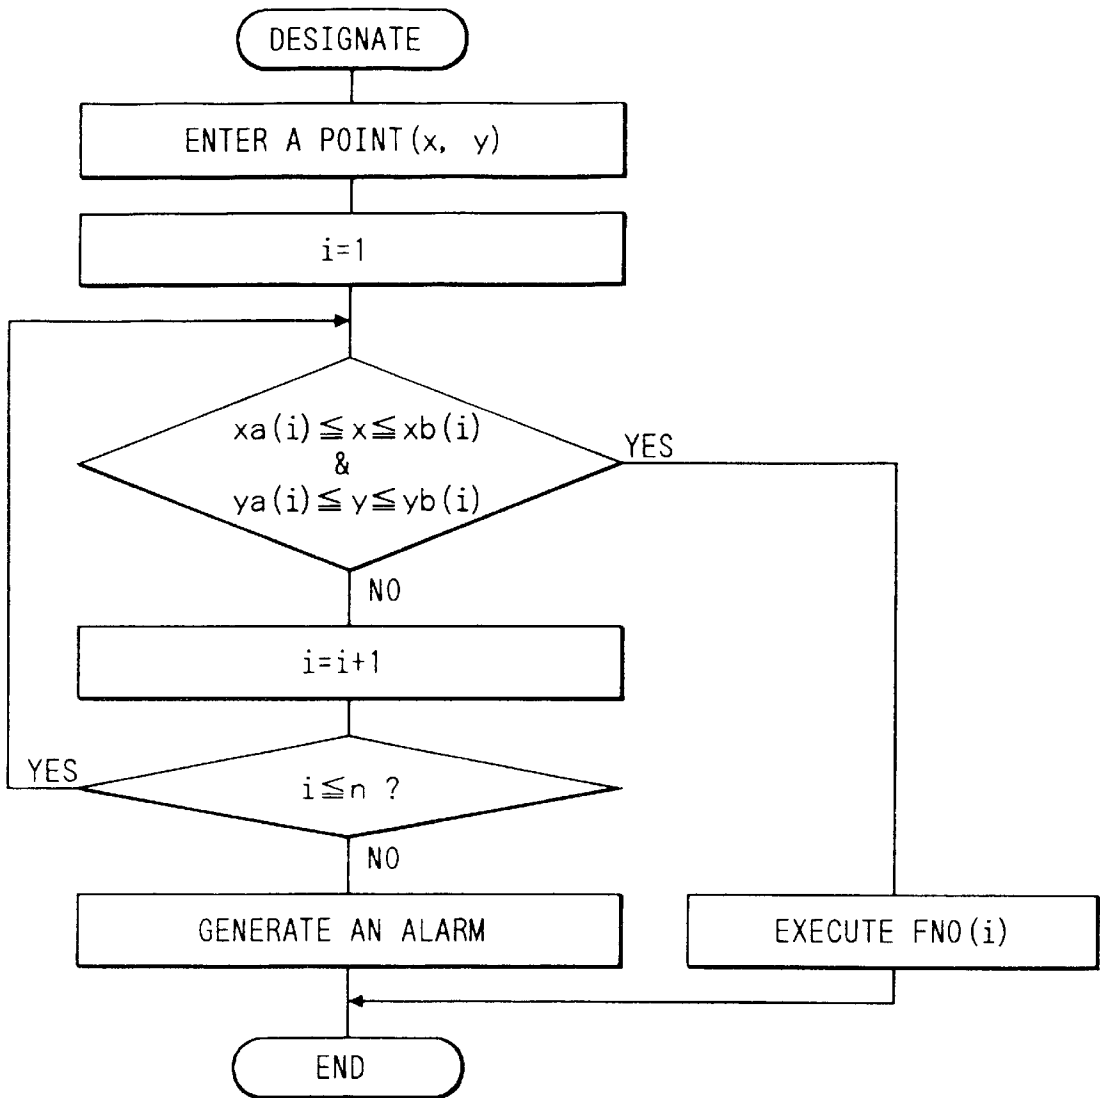 DESIGNATE
ENTER A POINT(x, y)
i=1
xa(i)≦x≦xb(i)
&
ya(i)≦y≦yb(i)
YES
NO
i=i+1
YES
i≦n ?
NO
GENERATE AN ALARM
EXECUTE FNO(i)
END